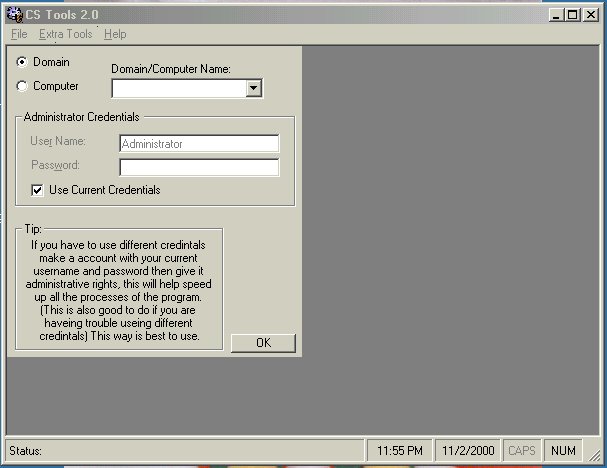 CS Tools 2.0
File Extra Tools Help
Domain
Domain/Computer Name:
Computer
Administrator Credentials
User Name: Administrator
Password:
Use Current Credentials
Tip:
If you have to use different credintals
make a account with your current
username and password then give it
administrative rights, this will help speed
up all the processes of the program.
(This is also good to do if you are
haveing trouble useing different
credintals) This way is best to use.
OK
Status: 11:55 PM 11/2/2000 CAPS NUM